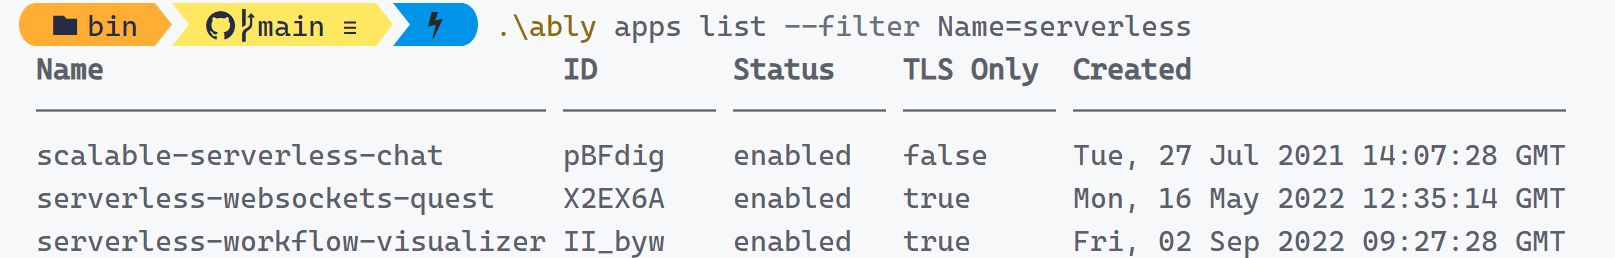 bin main ≡ .\ably apps list --filter Name=serverless
Name ID Status TLS Only Created
scalable-serverless-chat pBFdig enabled false Tue, 27 Jul 2021 14:07:28 GMT
serverless-websockets-quest X2EX6A enabled true Mon, 16 May 2022 12:35:14 GMT
serverless-workflow-visualizer II_byw enabled true Fri, 02 Sep 2022 09:27:28 GMT